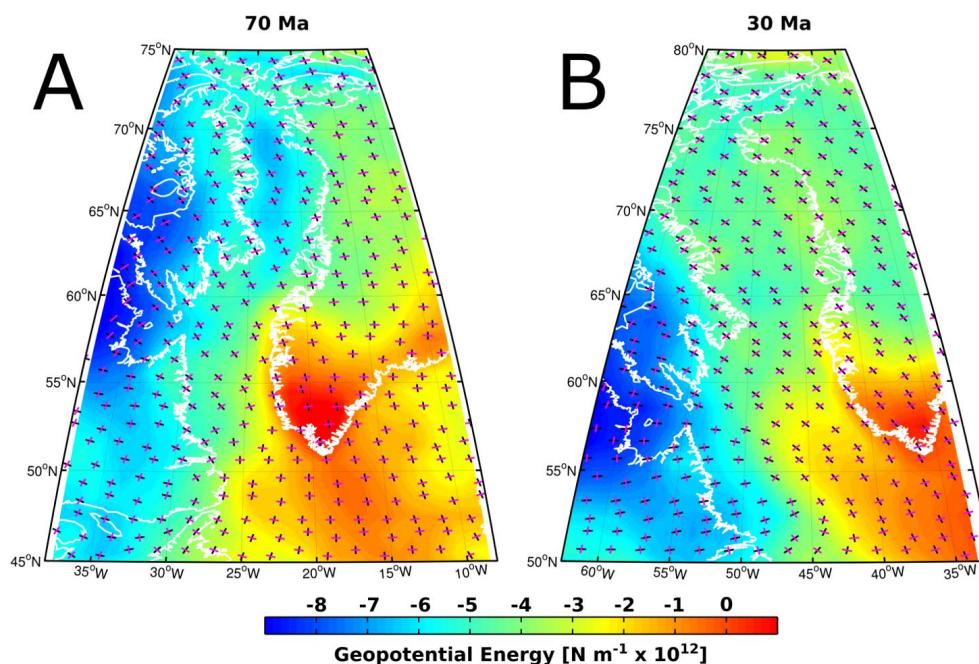 70 Ma
30 Ma
A
B
75°N
70°N
65°N
60°N
55°N
50°N
45°N
35°W
30°W
25°W
20°W
15°W
10°W
80°N
75°N
70°N
65°N
60°N
55°N
50°N
60°W
55°W
50°W
45°W
40°W
35°W
-8 -7 -6 -5 -4 -3 -2 -1 0
Geopotential Energy [N m⁻¹ x 10¹²]